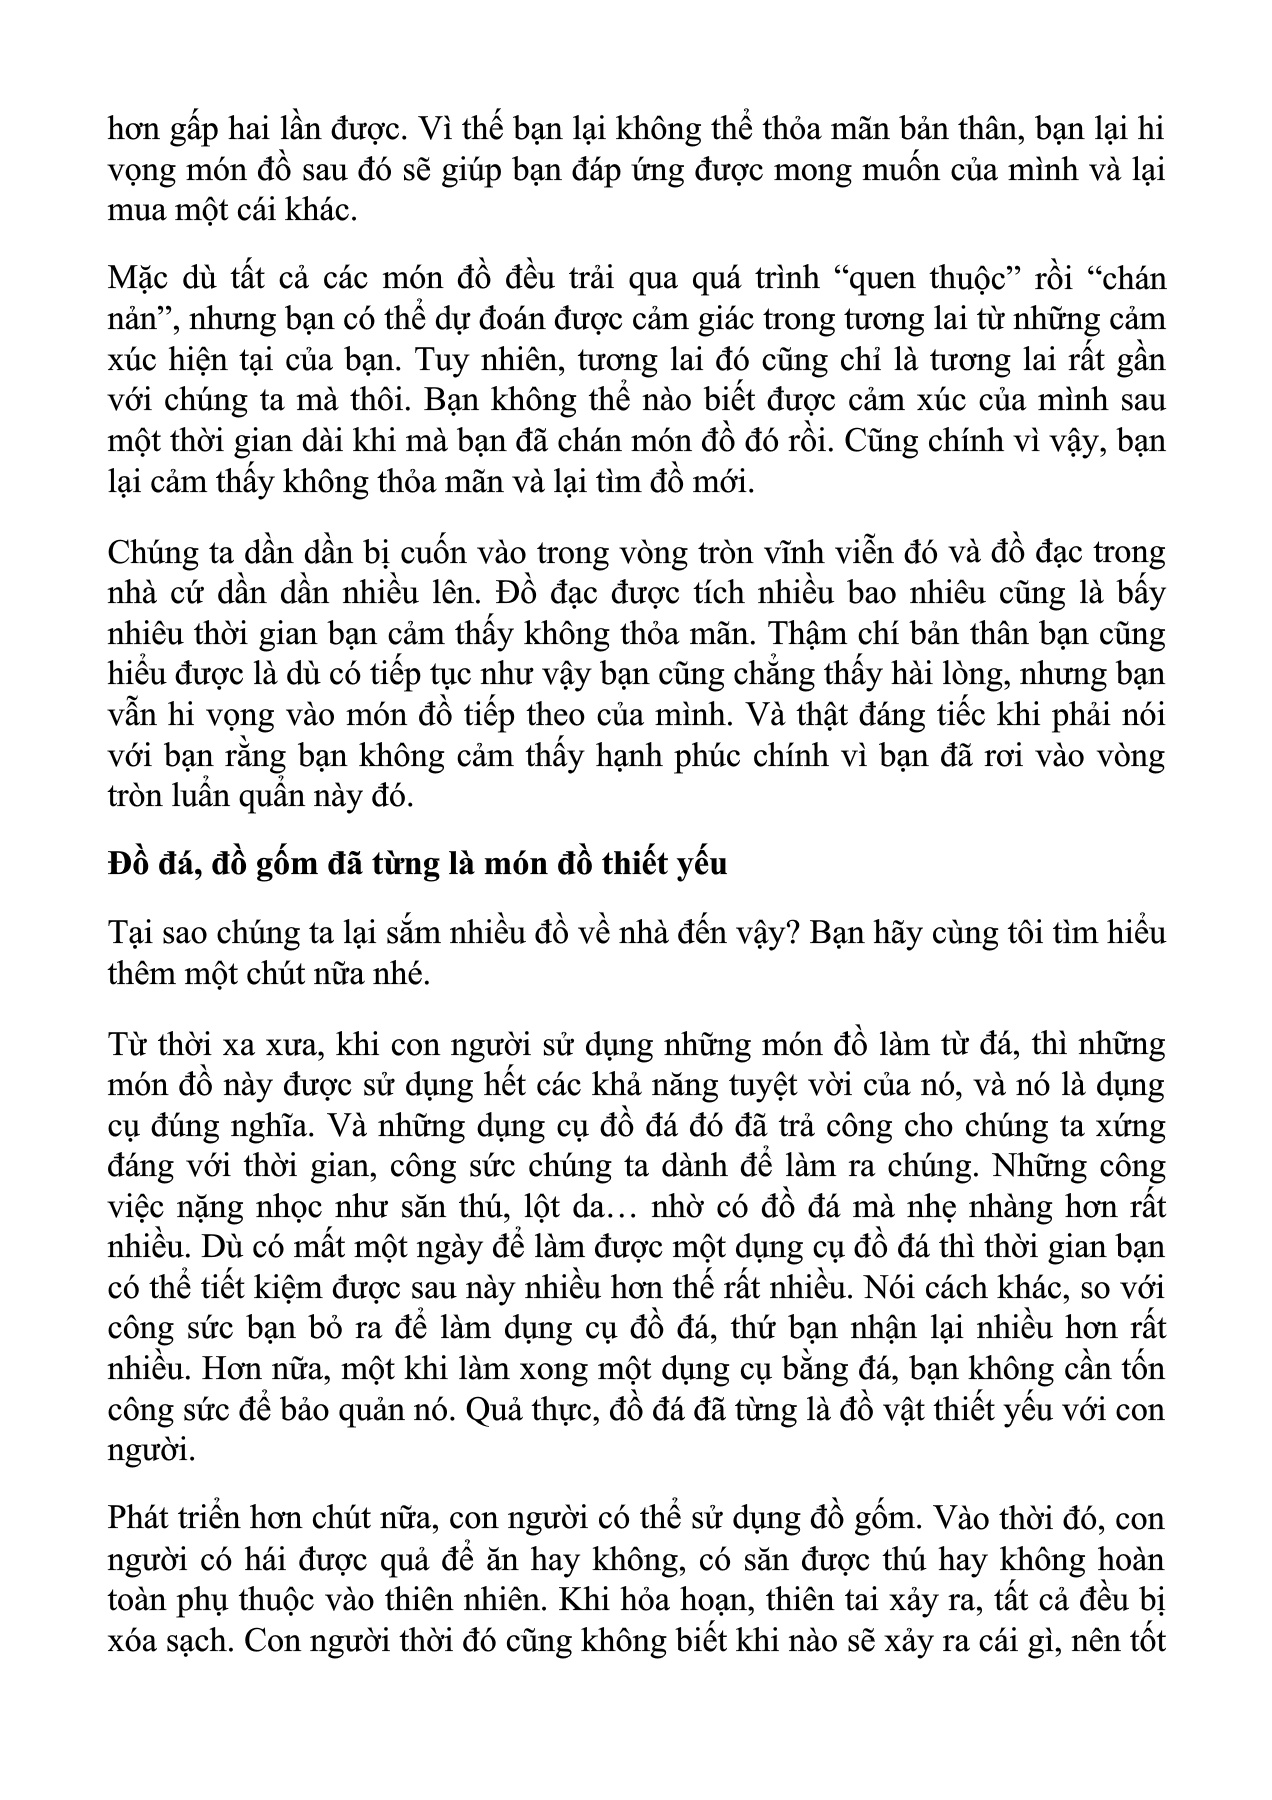 hơn gấp hai lần được. Vì thế bạn lại không thể thỏa mãn bản thân, bạn lại hi
vọng món đồ sau đó sẽ giúp bạn đáp ứng được mong muốn của mình và lại
mua một cái khác.
Mặc dù tất cả các món đồ đều trải qua quá trình “quen thuộc” rồi “chán
nản”, nhưng bạn có thể dự đoán được cảm giác trong tương lai từ những cảm
xúc hiện tại của bạn. Tuy nhiên, tương lai đó cũng chỉ là tương lai rất gần
với chúng ta mà thôi. Bạn không thể nào biết được cảm xúc của mình sau
một thời gian dài khi mà bạn đã chán món đồ đó rồi. Cũng chính vì vậy, bạn
lại cảm thấy không thỏa mãn và lại tìm đồ mới.
Chúng ta dần dần bị cuốn vào trong vòng tròn vĩnh viễn đó và đồ đạc trong
nhà cứ dần dần nhiều lên. Đồ đạc được tích nhiều bao nhiêu cũng là bấy
nhiêu thời gian bạn cảm thấy không thỏa mãn. Thậm chí bản thân bạn cũng
hiểu được là dù có tiếp tục như vậy bạn cũng chẳng thấy hài lòng, nhưng bạn
vẫn hi vọng vào món đồ tiếp theo của mình. Và thật đáng tiếc khi phải nói
với bạn rằng bạn không cảm thấy hạnh phúc chính vì bạn đã rơi vào vòng
tròn luẩn quẩn này đó.
Đồ đá, đồ gốm đã từng là món đồ thiết yếu
Tại sao chúng ta lại sắm nhiều đồ về nhà đến vậy? Bạn hãy cùng tôi tìm hiểu
thêm một chút nữa nhé.
Từ thời xa xưa, khi con người sử dụng những món đồ làm từ đá, thì những
món đồ này được sử dụng hết các khả năng tuyệt vời của nó, và nó là dụng
cụ đúng nghĩa. Và những dụng cụ đồ đá đó đã trả công cho chúng ta xứng
đáng với thời gian, công sức chúng ta dành để làm ra chúng. Những công
việc nặng nhọc như săn thú, lột da… nhờ có đồ đá mà nhẹ nhàng hơn rất
nhiều. Dù có mất một ngày để làm được một dụng cụ đồ đá thì thời gian bạn
có thể tiết kiệm được sau này nhiều hơn thế rất nhiều. Nói cách khác, so với
công sức bạn bỏ ra để làm dụng cụ đồ đá, thứ bạn nhận lại nhiều hơn rất
nhiều. Hơn nữa, một khi làm xong một dụng cụ bằng đá, bạn không cần tốn
công sức để bảo quản nó. Quả thực, đồ đá đã từng là đồ vật thiết yếu với con
người.
Phát triển hơn chút nữa, con người có thể sử dụng đồ gốm. Vào thời đó, con
người có hái được quả để ăn hay không, có săn được thú hay không hoàn
toàn phụ thuộc vào thiên nhiên. Khi hỏa hoạn, thiên tai xảy ra, tất cả đều bị
xóa sạch. Con người thời đó cũng không biết khi nào sẽ xảy ra cái gì, nên tốt